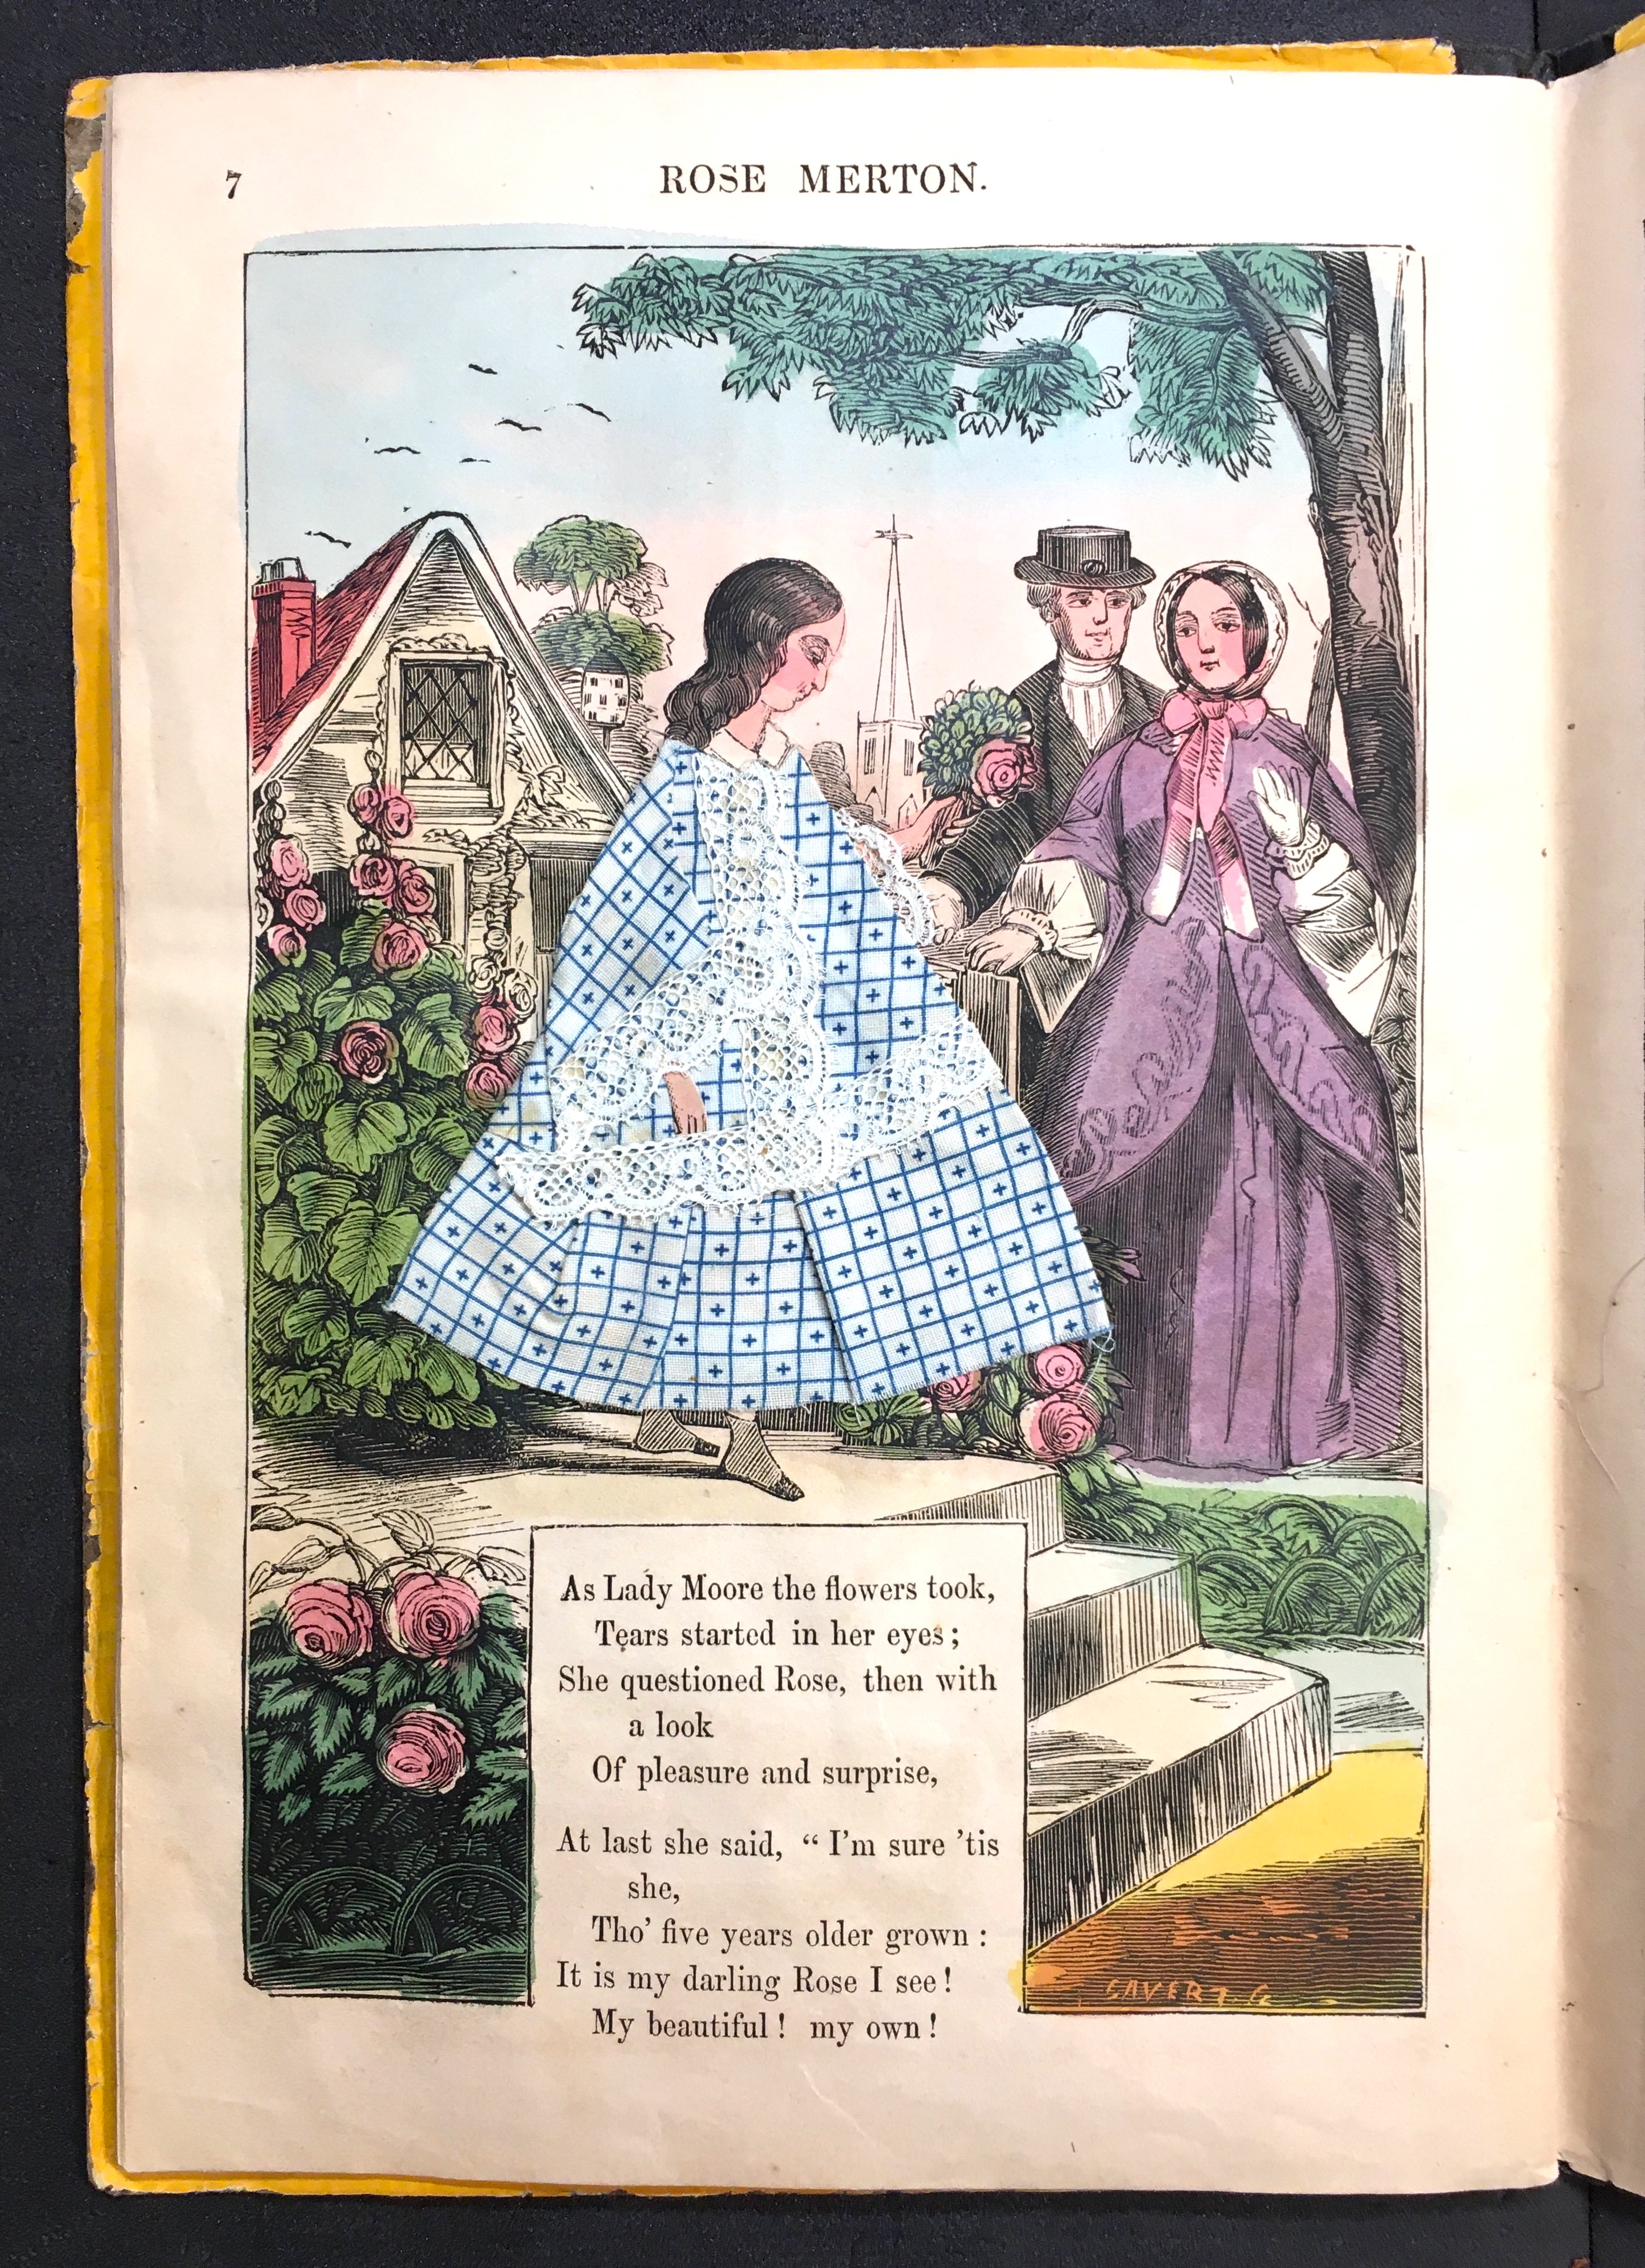 7
ROSE MERTON.
As Lady Moore the flowers took,
Tears started in her eyes;
She questioned Rose, then with
a look
Of pleasure and surprise,
At last she said, “ I’m sure ’tis
she,
Tho’ five years older grown :
It is my darling Rose I see!
My beautiful! my own!